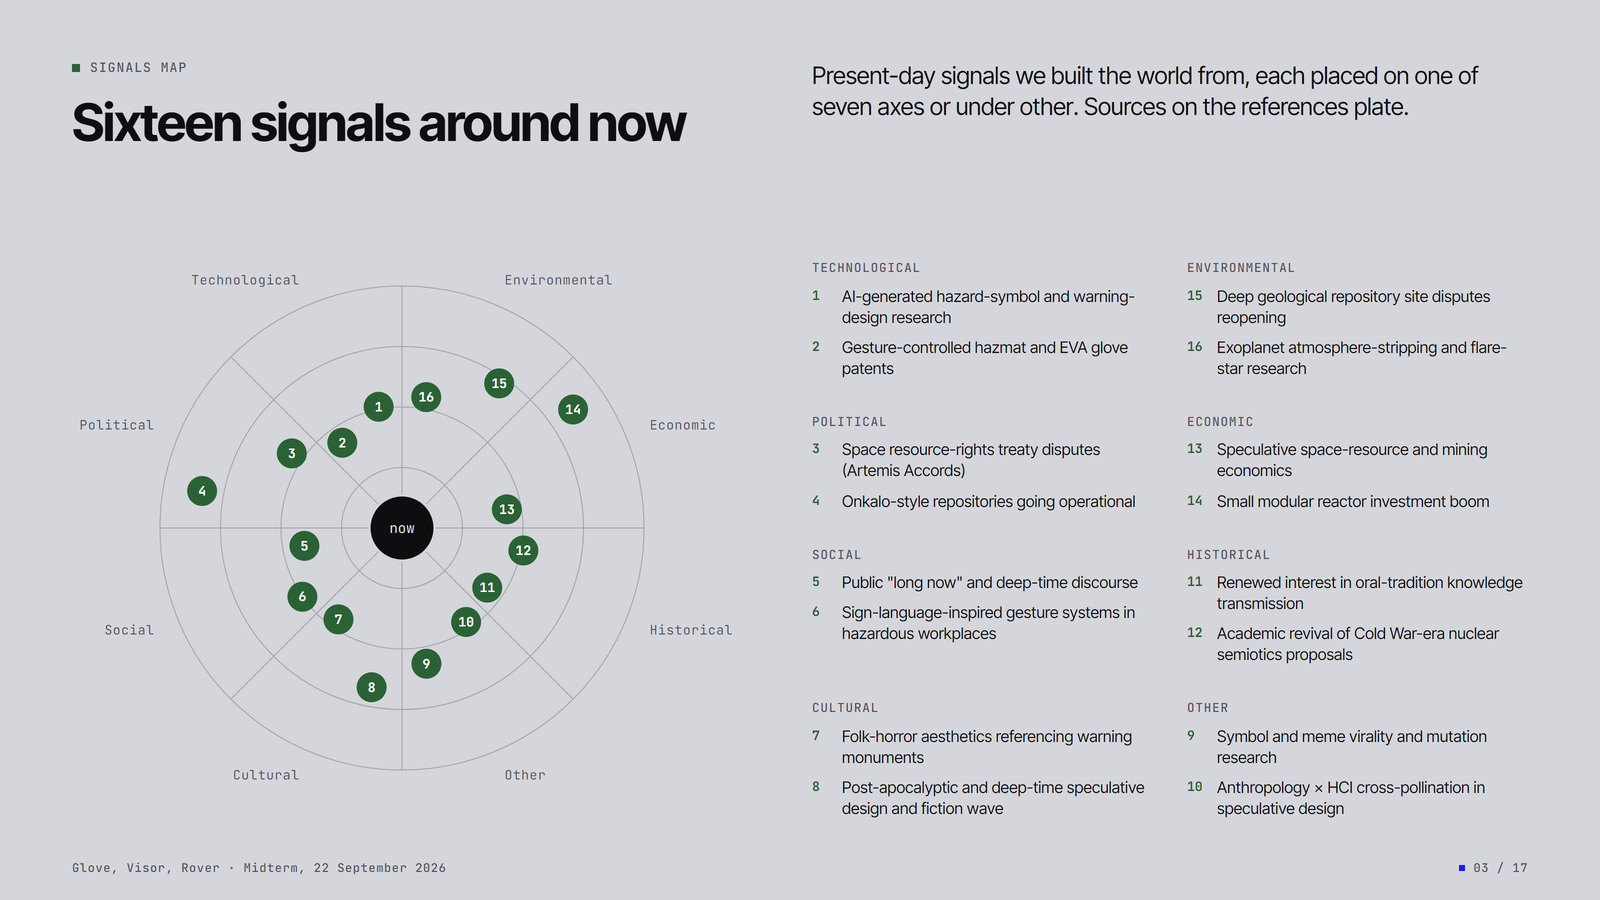 SIGNALS MAP
Sixteen signals around now
Present-day signals we built the world from, each placed on one of
seven axes or under other. Sources on the references plate.
Technological
Environmental
Political
Economic
Social
Historical
Cultural
Other
now
1
2
3
4
5
6
7
8
9
10
11
12
13
14
15
16
TECHNOLOGICAL
1 AI-generated hazard-symbol and warning-
design research
2 Gesture-controlled hazmat and EVA glove
patents
POLITICAL
3 Space resource-rights treaty disputes
(Artemis Accords)
4 Onkalo-style repositories going operational
SOCIAL
5 Public "long now" and deep-time discourse
6 Sign-language-inspired gesture systems in
hazardous workplaces
CULTURAL
7 Folk-horror aesthetics referencing warning
monuments
8 Post-apocalyptic and deep-time speculative
design and fiction wave
ENVIRONMENTAL
15 Deep geological repository site disputes
reopening
16 Exoplanet atmosphere-stripping and flare-
star research
ECONOMIC
13 Speculative space-resource and mining
economics
14 Small modular reactor investment boom
HISTORICAL
11 Renewed interest in oral-tradition knowledge
transmission
12 Academic revival of Cold War-era nuclear
semiotics proposals
OTHER
9 Symbol and meme virality and mutation
research
10 Anthropology × HCI cross-pollination in
speculative design
Glove, Visor, Rover · Midterm, 22 September 2026
03 / 17